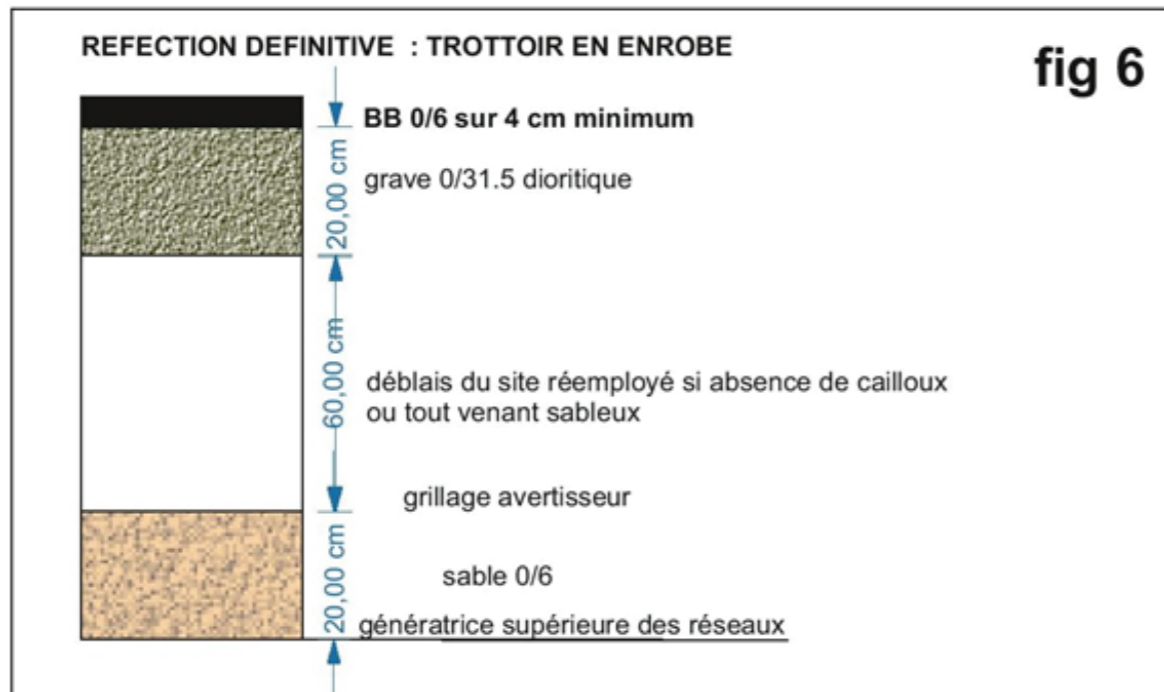 REFECTION DEFINITIVE : TROTTOIR EN ENROBE
fig 6
BB 0/6 sur 4 cm minimum
20,00 cm
grave 0/31.5 dioritique
60,00 cm
déblais du site réemployé si absence de cailloux
ou tout venant sableux
grillage avertisseur
20,00 cm
sable 0/6
génératrice supérieure des réseaux